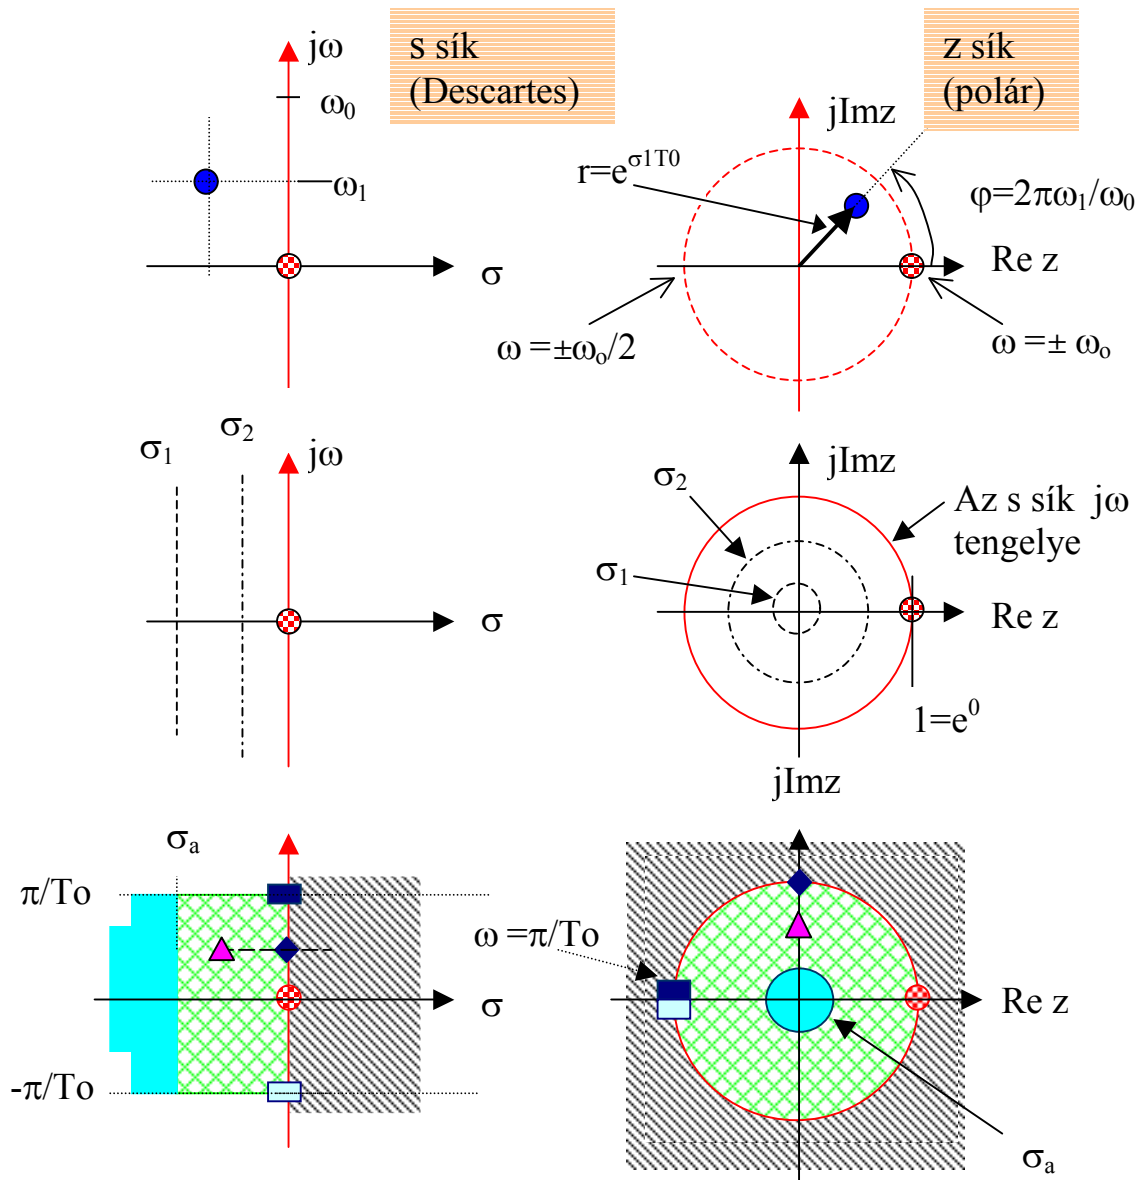 jω
s sík
(Descartes)
z sík
(polár)
ω₀
jImz
r=e^σ1T0
ω₁
φ=2πω₁/ω₀
σ
Re z
ω =±ωₒ/2
ω =± ωₒ
σ₁
σ₂
jω
jImz
σ₂
Az s sík jω
tengelye
σ₁
σ
Re z
1=e⁰
jImz
σₐ
π/To
ω =π/To
σ
Re z
-π/To
σₐ